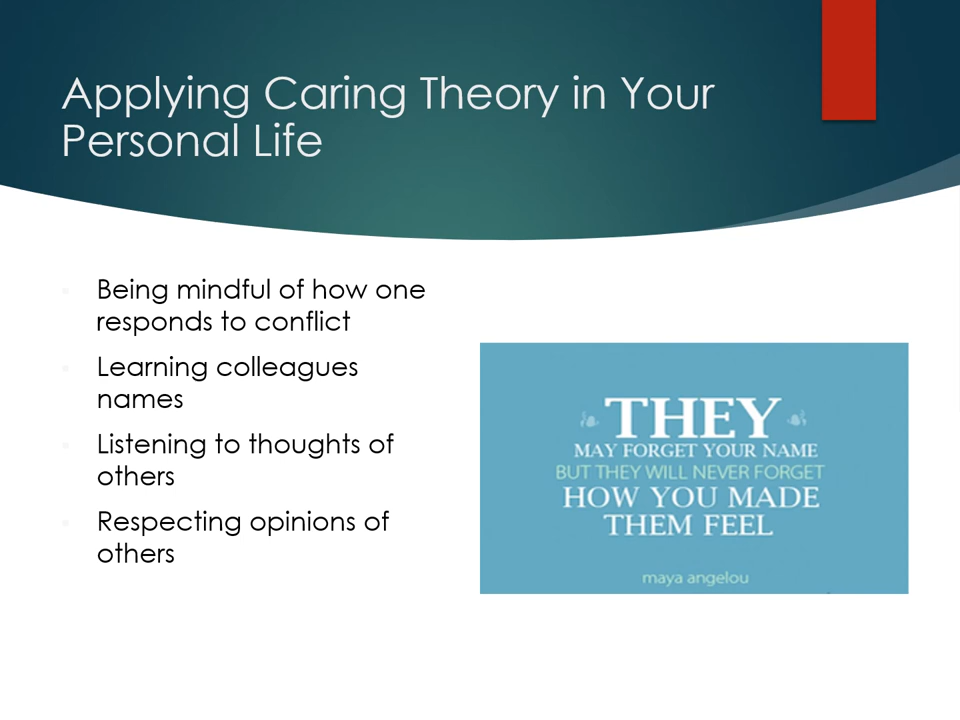 Applying Caring Theory in Your
Personal Life
Being mindful of how one
responds to conflict
Learning colleagues
names
Listening to thoughts of
others
Respecting opinions of
others
THEY
MAY FORGET YOUR NAME
BUT THEY WILL NEVER FORGET
HOW YOU MADE
THEM FEEL
maya angelou